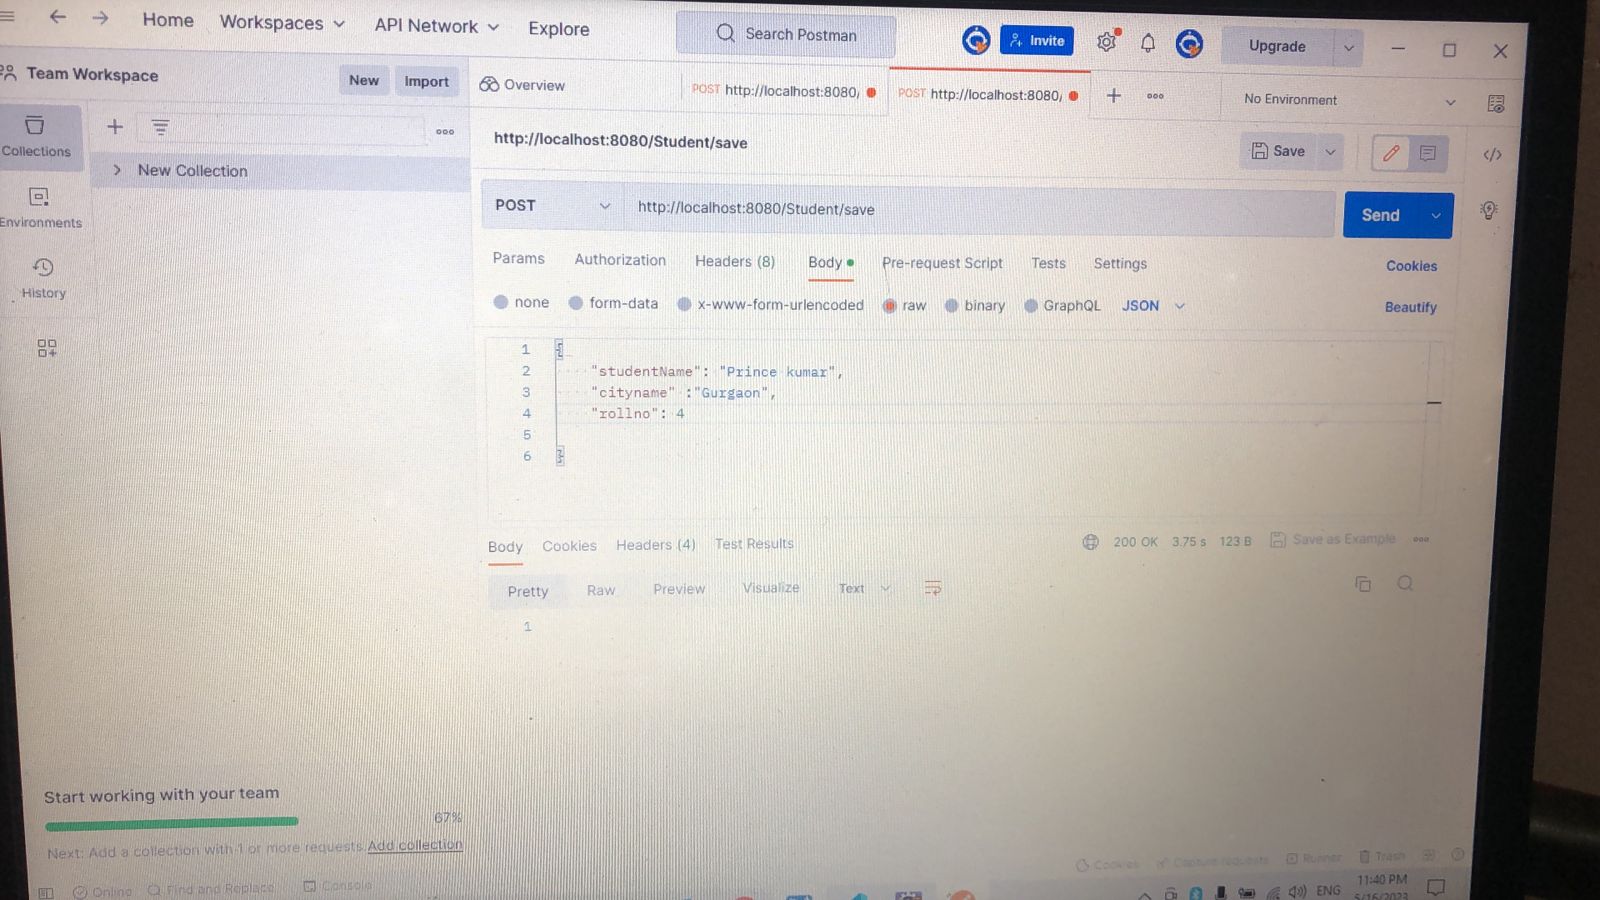 Home Workspaces API Network Explore Search Postman Invite Upgrade
Team Workspace New Import Overview POST http://localhost:8080/ POST http://localhost:8080/ No Environment
Collections
New Collection
http://localhost:8080/Student/save Save
Environments
POST http://localhost:8080/Student/save Send
History
Params Authorization Headers (8) Body Pre-request Script Tests Settings Cookies
none form-data x-www-form-urlencoded raw binary GraphQL JSON Beautify
1 {
2 "studentName": "Prince kumar",
3 "cityname" :"Gurgaon",
4 "rollno": 4
5
6 }
Body Cookies Headers (4) Test Results 200 OK 3.75 s 123 B Save as Example
Pretty Raw Preview Visualize Text
1
Start working with your team
67%
Next: Add a collection with 1 or more requests. Add collection
Online Find and Replace Console Cookies Capture requests Runner Trash
ENG 11:40 PM
5/16/2023